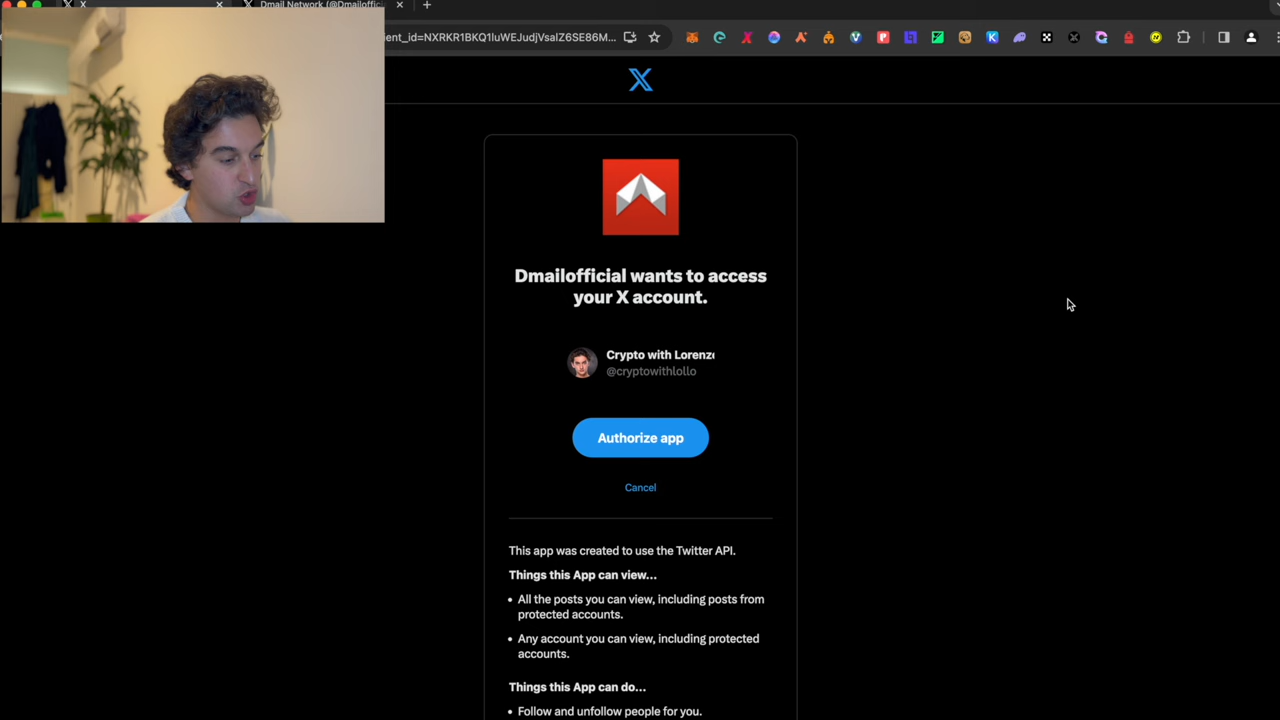 X
Dmail Network (@Dmailoffic
ent_id=NXRKR1BKQ1luWEJudjVsalZ6SE86M...
Dmailofficial wants to access
your X account.
Crypto with Lorenzo
@cryptowithlollo
Authorize app
Cancel
This app was created to use the Twitter API.
Things this App can view...
• All the posts you can view, including posts from
protected accounts.
• Any account you can view, including protected
accounts.
Things this App can do...
• Follow and unfollow people for you.